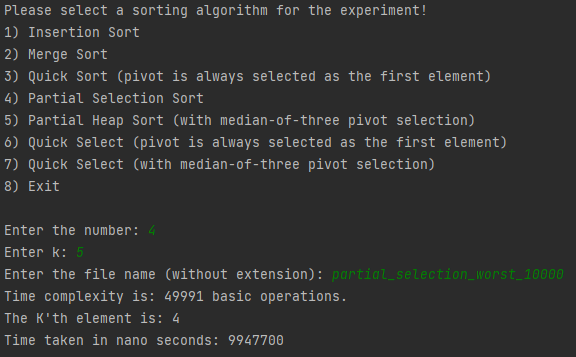 Please select a sorting algorithm for the experiment!
1) Insertion Sort
2) Merge Sort
3) Quick Sort (pivot is always selected as the first element)
4) Partial Selection Sort
5) Partial Heap Sort (with median-of-three pivot selection)
6) Quick Select (pivot is always selected as the first element)
7) Quick Select (with median-of-three pivot selection)
8) Exit
Enter the number: 4
Enter k: 5
Enter the file name (without extension): partial_selection_worst_10000
Time complexity is: 49991 basic operations.
The K'th element is: 4
Time taken in nano seconds: 9947700